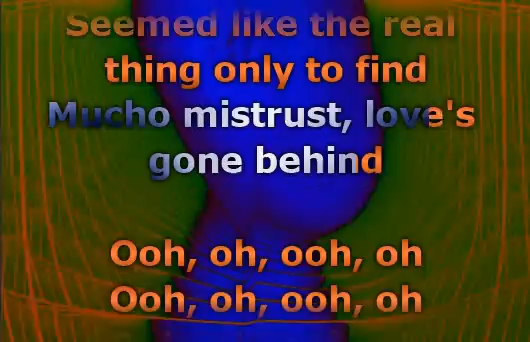 Seemed like the real
thing only to find
Mucho mistrust, love's
gone behind
Ooh, oh, ooh, oh
Ooh, oh, ooh, oh